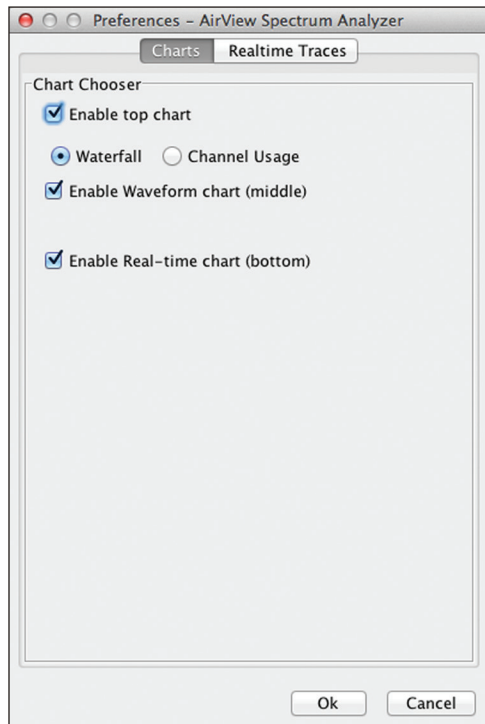 Preferences – AirView Spectrum Analyzer
Charts Realtime Traces
Chart Chooser
Enable top chart
Waterfall Channel Usage
Enable Waveform chart (middle)
Enable Real-time chart (bottom)
Ok Cancel